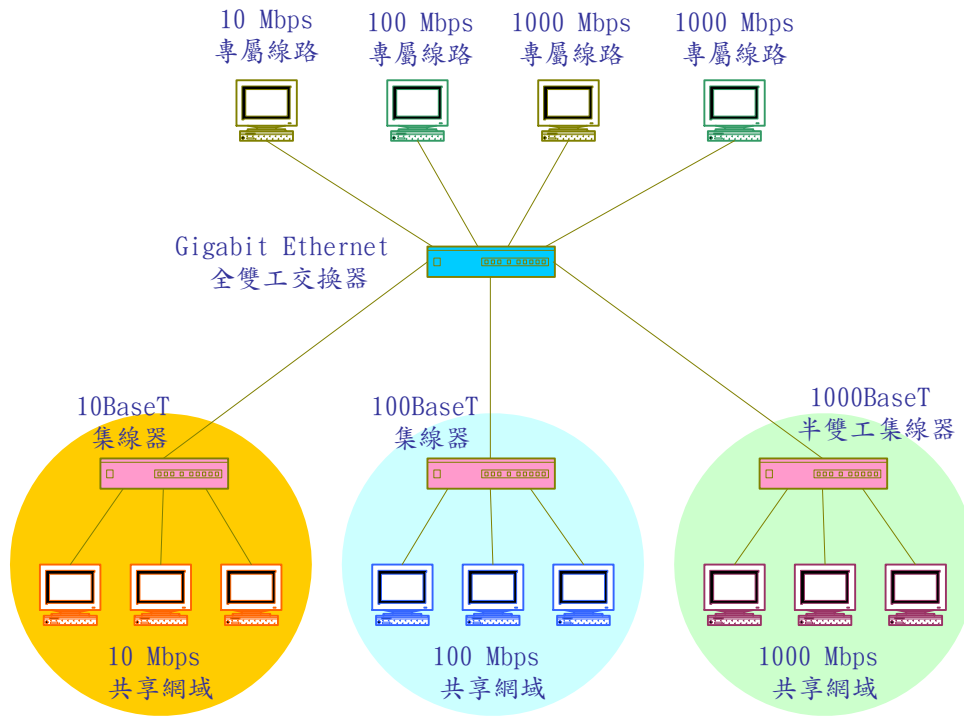 10 Mbps
專屬線路
100 Mbps
專屬線路
1000 Mbps
專屬線路
1000 Mbps
專屬線路
Gigabit Ethernet
全雙工交換器
10BaseT
集線器
100BaseT
集線器
1000BaseT
半雙工集線器
10 Mbps
共享網域
100 Mbps
共享網域
1000 Mbps
共享網域